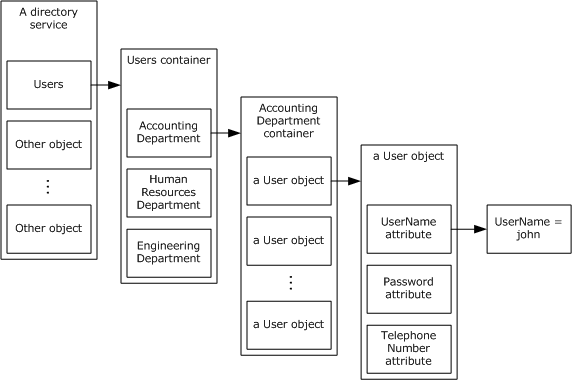 A directory
service
Users
Other object
Other object
Users container
Accounting
Department
Human
Resources
Department
Engineering
Department
Accounting
Department
container
a User object
a User object
a User object
a User object
UserName
attribute
Password
attribute
Telephone
Number
attribute
UserName =
john